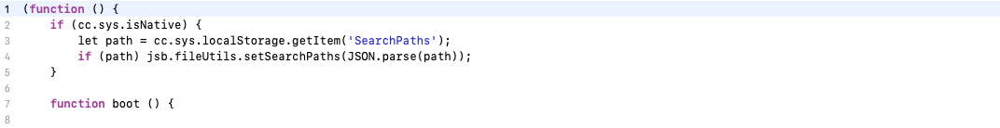 1 (function () {
2     if (cc.sys.isNative) {
3         let path = cc.sys.localStorage.getItem('SearchPaths');
4         if (path) jsb.fileUtils.setSearchPaths(JSON.parse(path));
5     }
6
7     function boot () {
8